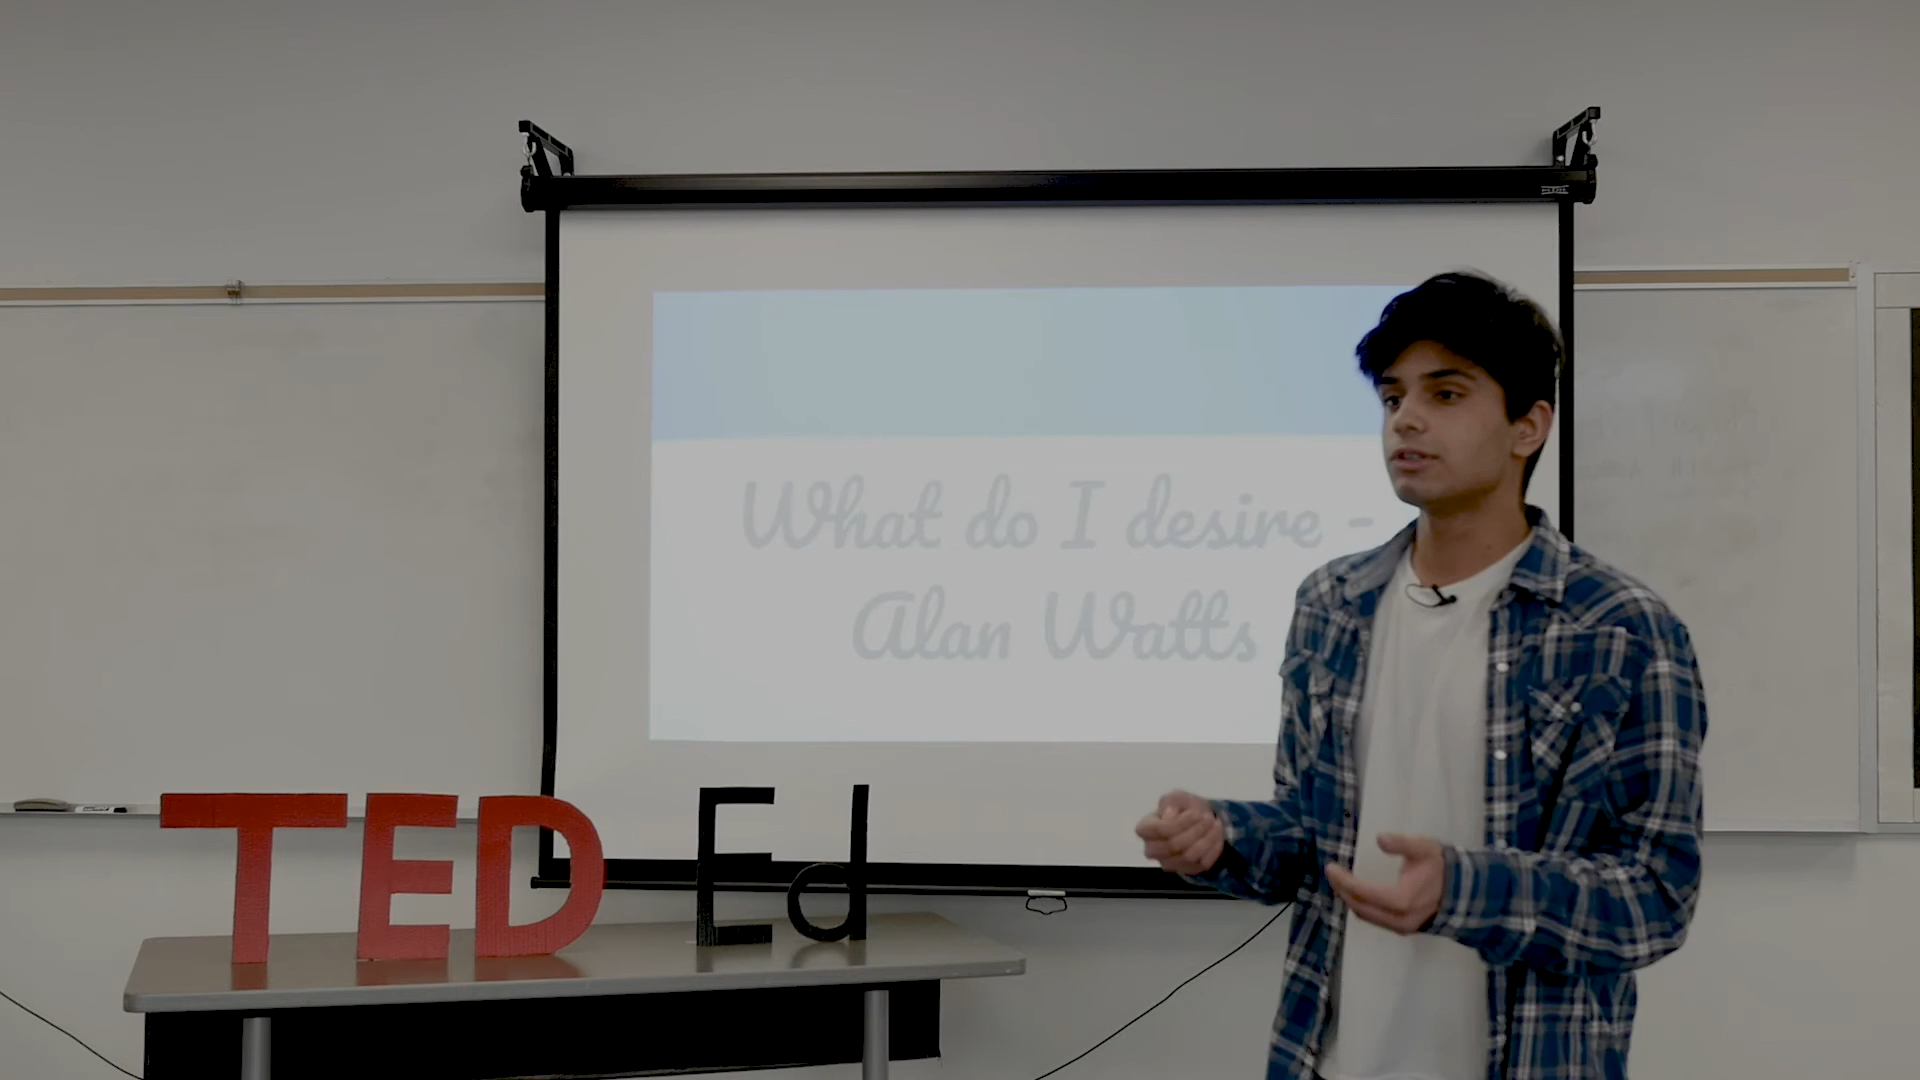 What do I desire -
Alan Watts
TED Ed